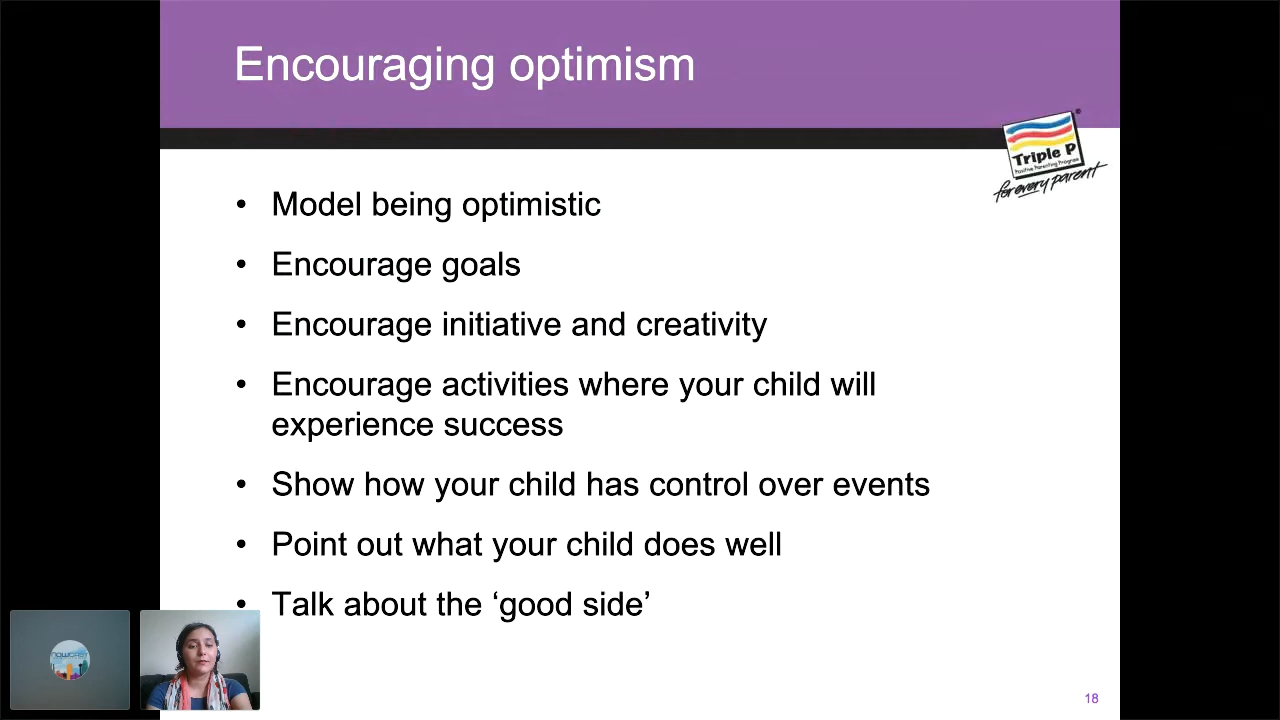 Encouraging optimism
Triple P
Positive Parenting Program
for every parent
• Model being optimistic
• Encourage goals
• Encourage initiative and creativity
• Encourage activities where your child will
experience success
• Show how your child has control over events
• Point out what your child does well
• Talk about the ‘good side’
18